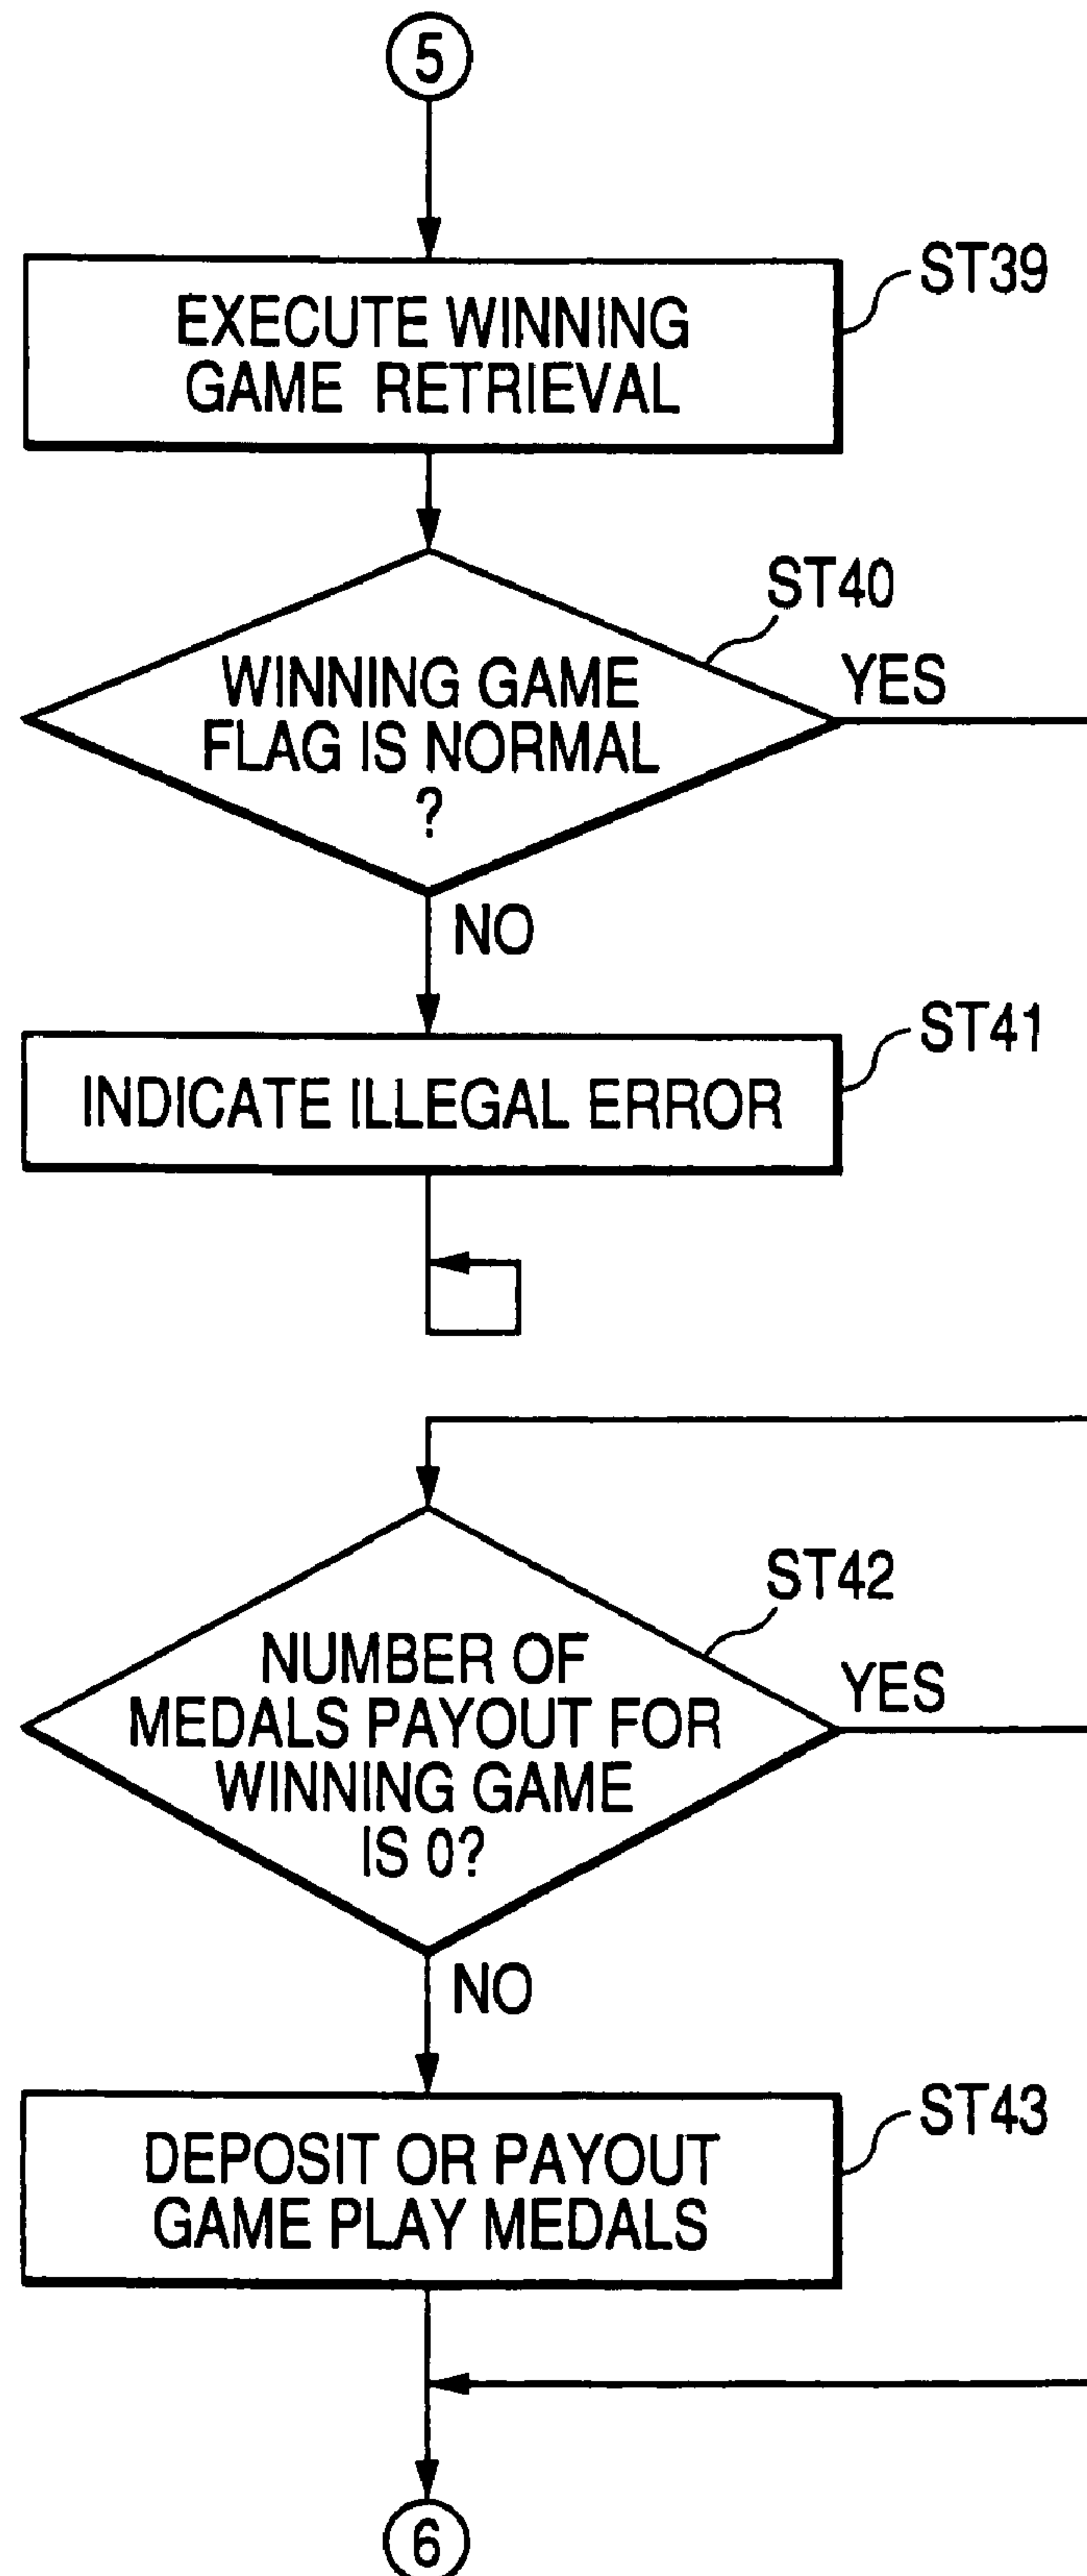 5
EXECUTE WINNING
GAME RETRIEVAL
ST39
ST40
WINNING GAME
FLAG IS NORMAL
?
YES
NO
ST41
INDICATE ILLEGAL ERROR
ST42
NUMBER OF
MEDALS PAYOUT FOR
WINNING GAME
IS 0?
YES
NO
ST43
DEPOSIT OR PAYOUT
GAME PLAY MEDALS
6